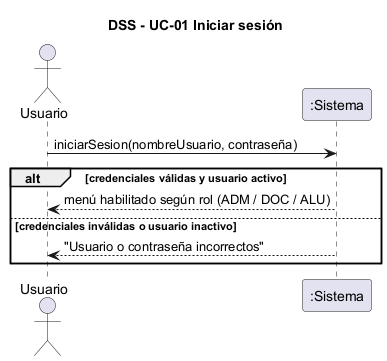 DSS - UC-01 Iniciar sesión
Usuario
:Sistema
iniciarSesion(nombreUsuario, contraseña)
alt
[credenciales válidas y usuario activo]
menú habilitado según rol (ADM / DOC / ALU)
[credenciales inválidas o usuario inactivo]
"Usuario o contraseña incorrectos"
Usuario
:Sistema